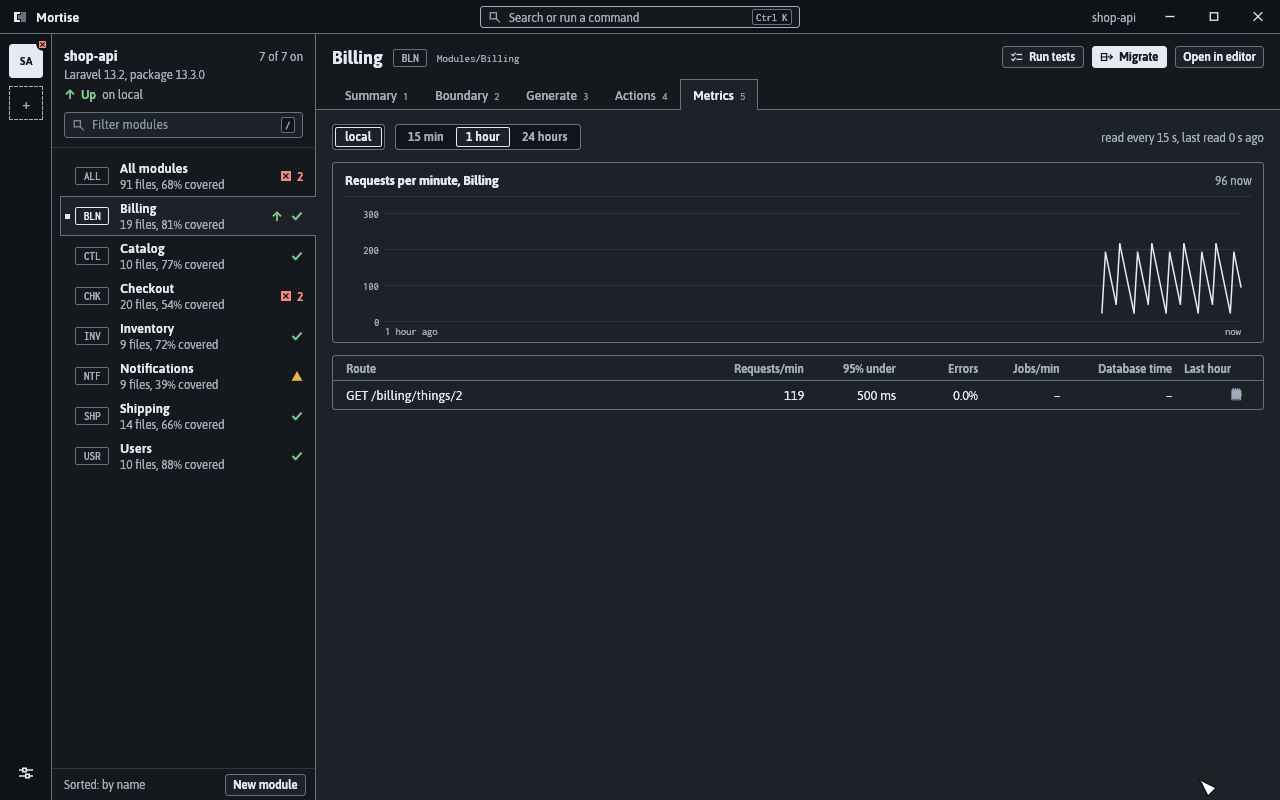 Mortise
Search or run a command
Ctrl K
shop-api
SA
+
shop-api
7 of 7 on
Laravel 13.2, package 13.3.0
Up on local
Filter modules
/
ALL
All modules
91 files, 68% covered
2
BLN
Billing
19 files, 81% covered
CTL
Catalog
10 files, 77% covered
CHK
Checkout
20 files, 54% covered
2
INV
Inventory
9 files, 72% covered
NTF
Notifications
9 files, 39% covered
SHP
Shipping
14 files, 66% covered
USR
Users
10 files, 88% covered
Sorted: by name
New module
Billing
BLN
Modules/Billing
Run tests
Migrate
Open in editor
Summary 1
Boundary 2
Generate 3
Actions 4
Metrics 5
local
15 min
1 hour
24 hours
read every 15 s, last read 0 s ago
Requests per minute, Billing
96 now
300
200
100
0
1 hour ago
now
Route Requests/min 95% under Errors Jobs/min Database time Last hour
GET /billing/things/2 119 500 ms 0.0% – –